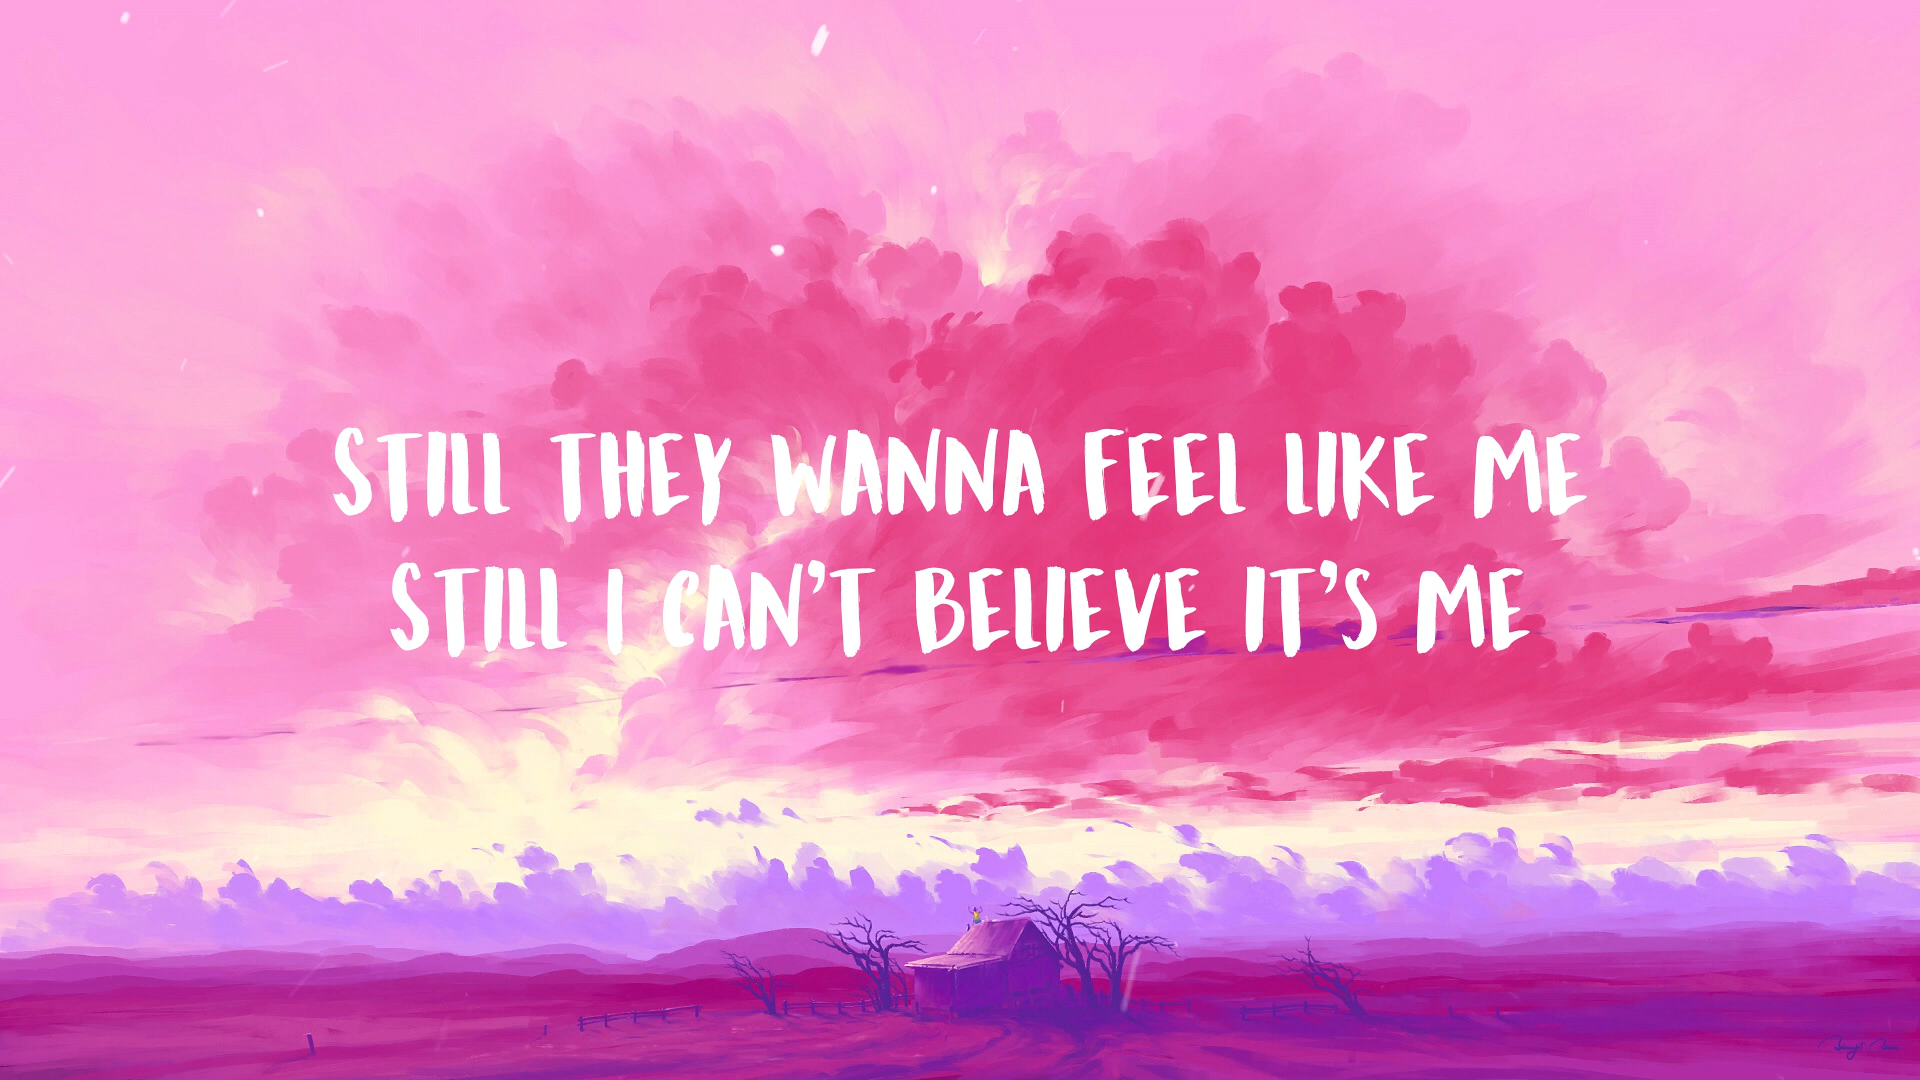 STILL THEY WANNA FEEL LIKE ME
STILL I CAN'T BELIEVE IT'S ME